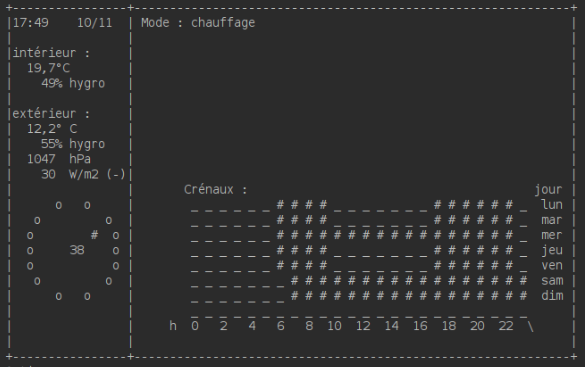 17:49 10/11 Mode : chauffage
intérieur :
19,7°C
49% hygro
extérieur :
12,2° C
55% hygro
1047 hPa
30 W/m2 (-)
o o
o o
o # o
o 38 o
o o
o o
o o
Crénaux : jour
_ _ _ _ _ _ # # # # _ _ _ _ _ _ _ # # # # # # _ lun
_ _ _ _ _ _ # # # # _ _ _ _ _ _ _ # # # # # # _ mar
_ _ _ _ _ _ # # # # # # # # # # # # # # # # # _ mer
_ _ _ _ _ _ # # # # _ _ _ _ _ _ _ # # # # # # _ jeu
_ _ _ _ _ _ # # # # _ _ _ _ _ _ _ # # # # # # _ ven
_ _ _ _ _ _ _ # # # # # # # # # # # # # # # # # sam
_ _ _ _ _ _ _ # # # # # # # # # # # # # # # # # dim
_ _ _ _ _ _ _ _ _ _ _ _ _ _ _ _ _ _ _ _ _ _ _ _
h 0 2 4 6 8 10 12 14 16 18 20 22 \